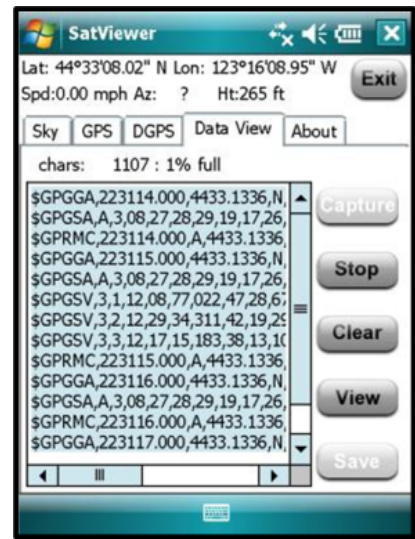 SatViewer
Lat: 44°33'08.02" N Lon: 123°16'08.95" W
Exit
Spd:0.00 mph Az: ? Ht:265 ft
Sky GPS DGPS Data View About
chars: 1107 : 1% full
$GPGGA,223114.000,4433.1336,N,
$GPGSA,A,3,08,27,28,29,19,17,26,
$GPRMC,223114.000,A,4433.1336,
$GPGGA,223115.000,4433.1336,N,
$GPGSA,A,3,08,27,28,29,19,17,26,
$GPGSV,3,1,12,08,77,022,47,28,67
$GPGSV,3,2,12,29,34,311,42,19,29
$GPGSV,3,3,12,17,15,183,38,13,10
$GPRMC,223115.000,A,4433.1336,
$GPGGA,223116.000,4433.1336,N,
$GPGSA,A,3,08,27,28,29,19,17,26,
$GPRMC,223116.000,A,4433.1336,
$GPGGA,223117.000,4433.1336,N,
Capture
Stop
Clear
View
Save